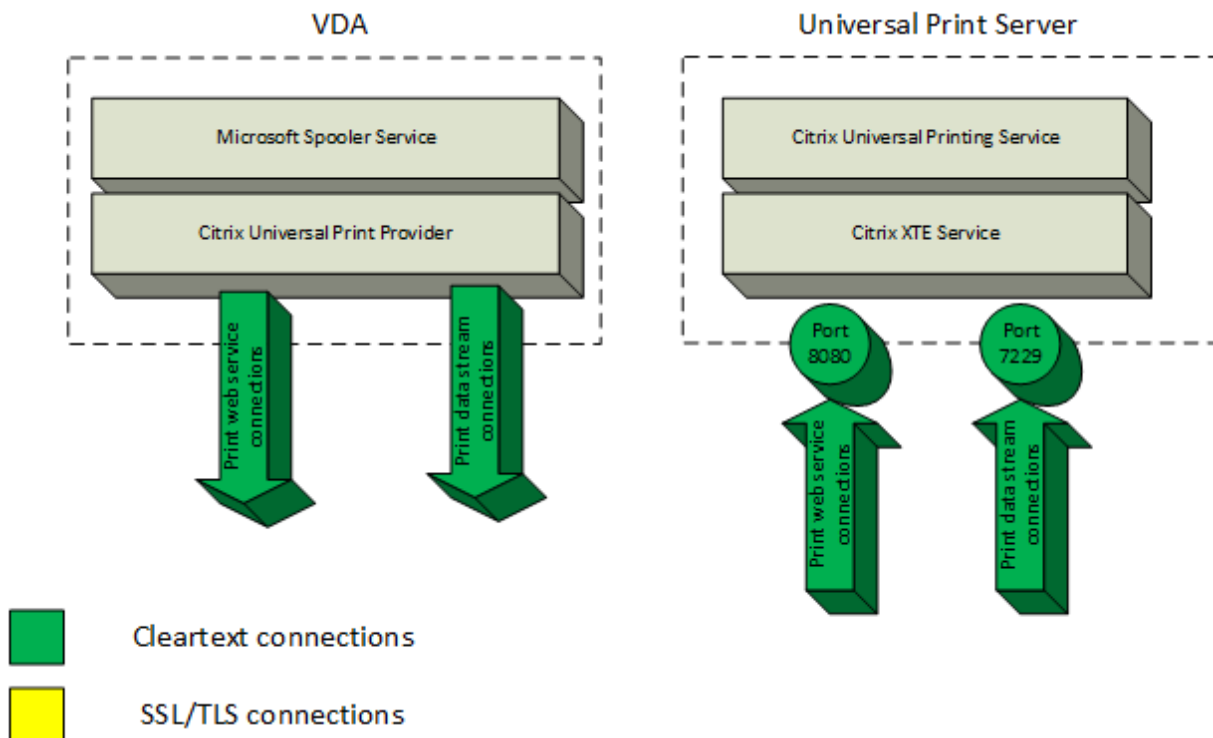 VDA
Universal Print Server
Microsoft Spooler Service
Citrix Universal Print Provider
Citrix Universal Printing Service
Citrix XTE Service
Print web service
connections
Print data stream
connections
Port
8080
Port
7229
Print web service
connections
Print data stream
connections
Cleartext connections
SSL/TLS connections